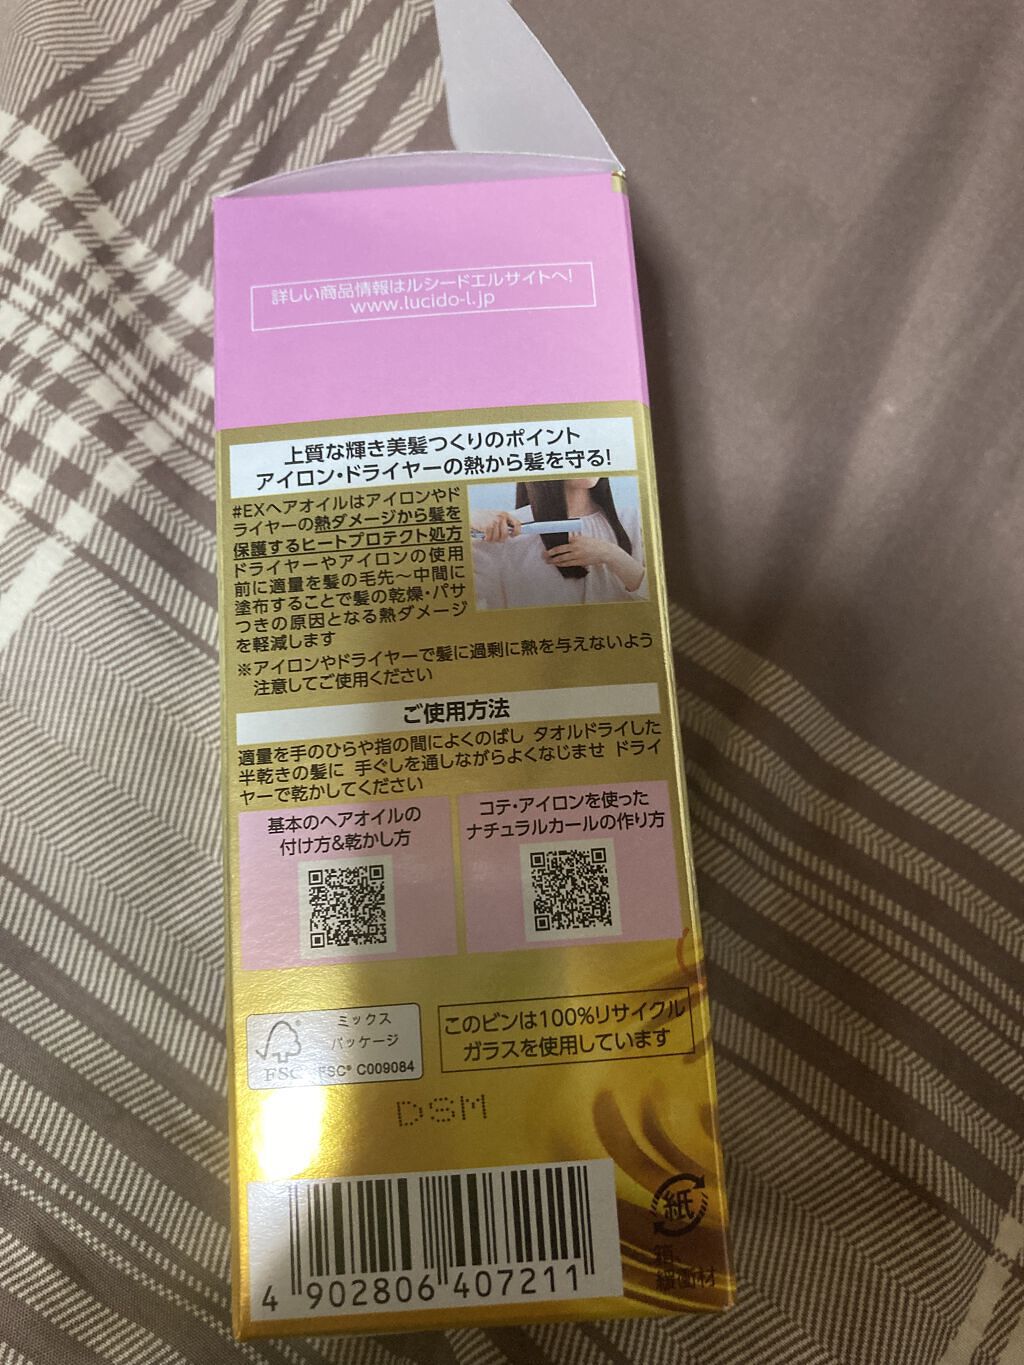 詳しい商品情報はルシードエルサイトへ!
www.lucido-l.jp
上質な輝き美髪つくりのポイント
アイロン・ドライヤーの熱から髪を守る!
#EXヘアオイルはアイロンやド
ライヤーの熱ダメージから髪を
保護するヒートプロテクト処方
ドライヤーやアイロンの使用
前に適量を髪の毛先〜中間に
塗布することで髪の乾燥・パサ
つきの原因となる熱ダメージ
を軽減します
※アイロンやドライヤーで髪に過剰に熱を与えないよう
注意してご使用ください
ご使用方法
適量を手のひらや指の間によくのばし タオルドライした
半乾きの髪に 手ぐしを通しながらよくなじませ ドライ
ヤーで乾かしてください
基本のヘアオイルの
付け方&乾かし方
コテ・アイロンを使った
ナチュラルカールの作り方
ミックス
パッケージ
FSC
FSC® C009084
このビンは100%リサイクル
ガラスを使用しています
DSM
紙
箱、
緩衝材
4 902806 407211